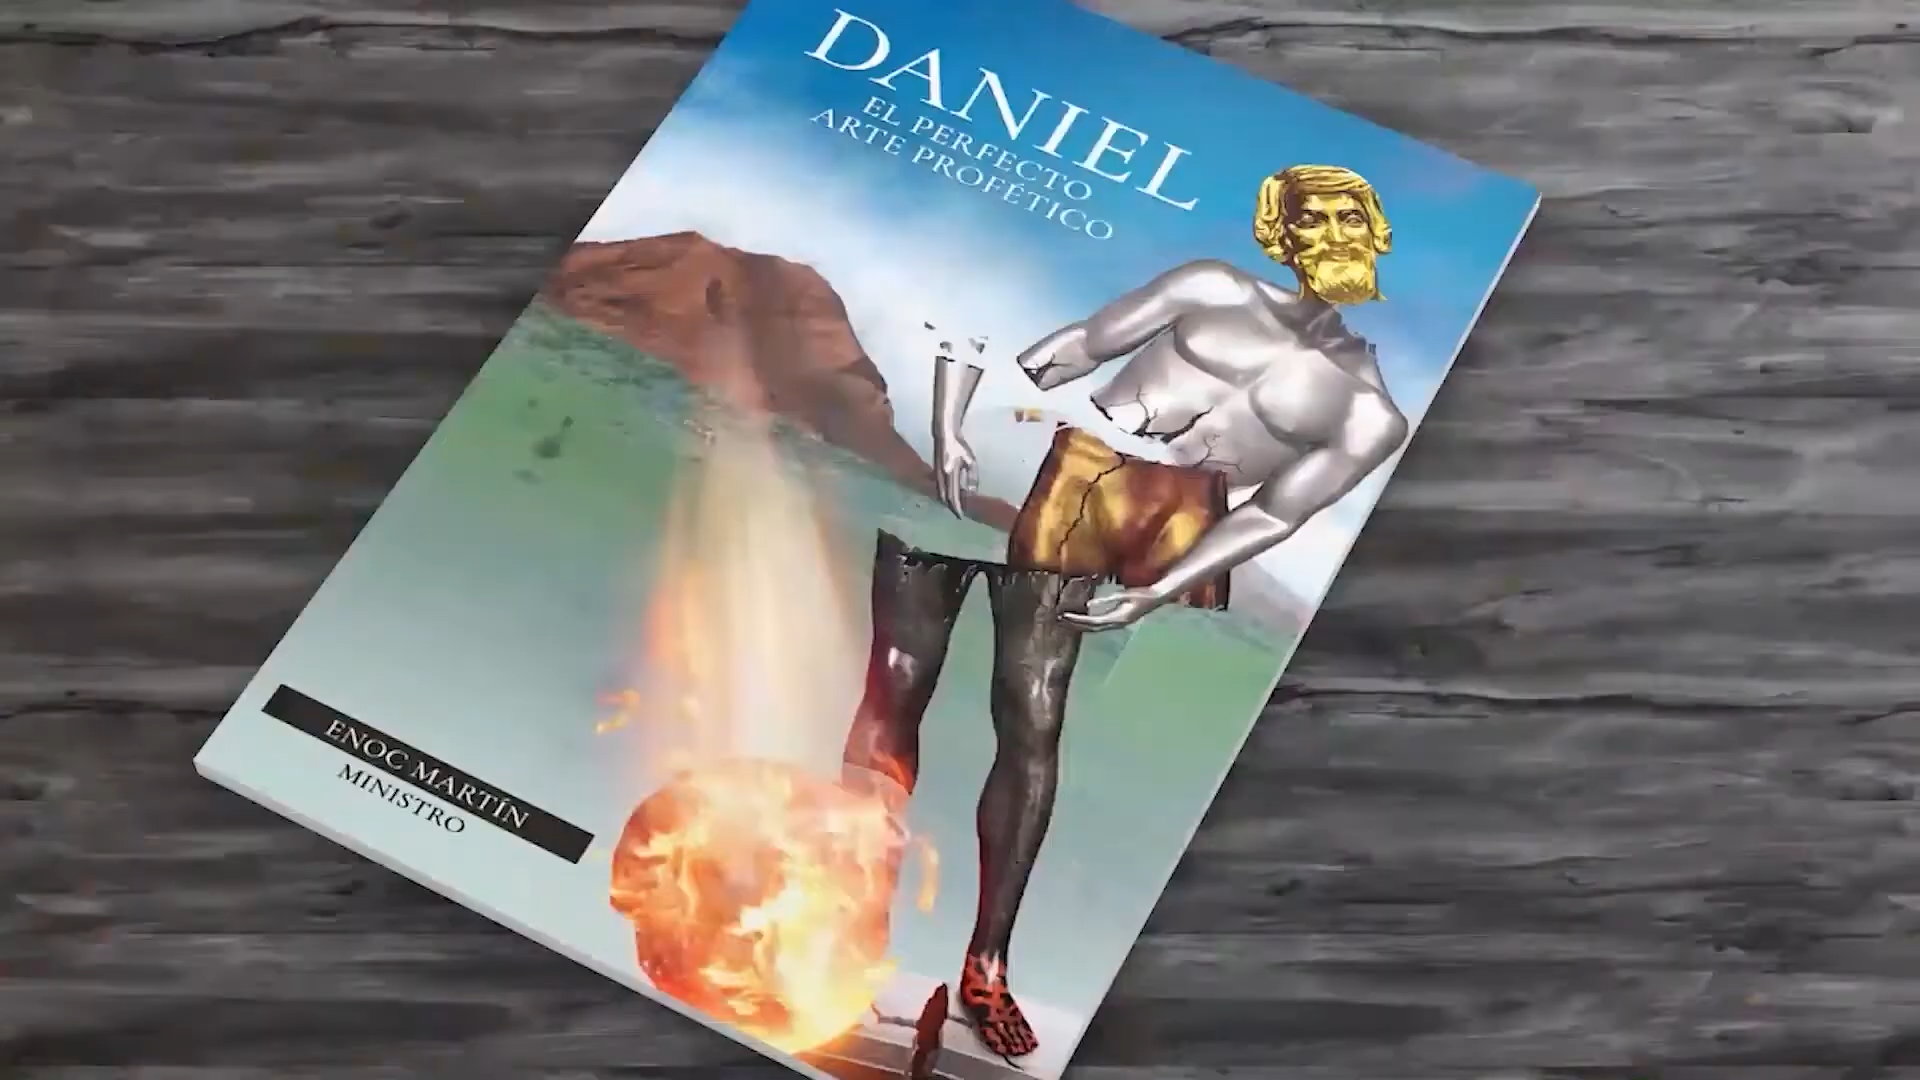 DANIEL
EL PERFECTO
ARTE PROFÉTICO
ENOC MARTÍN
MINISTRO